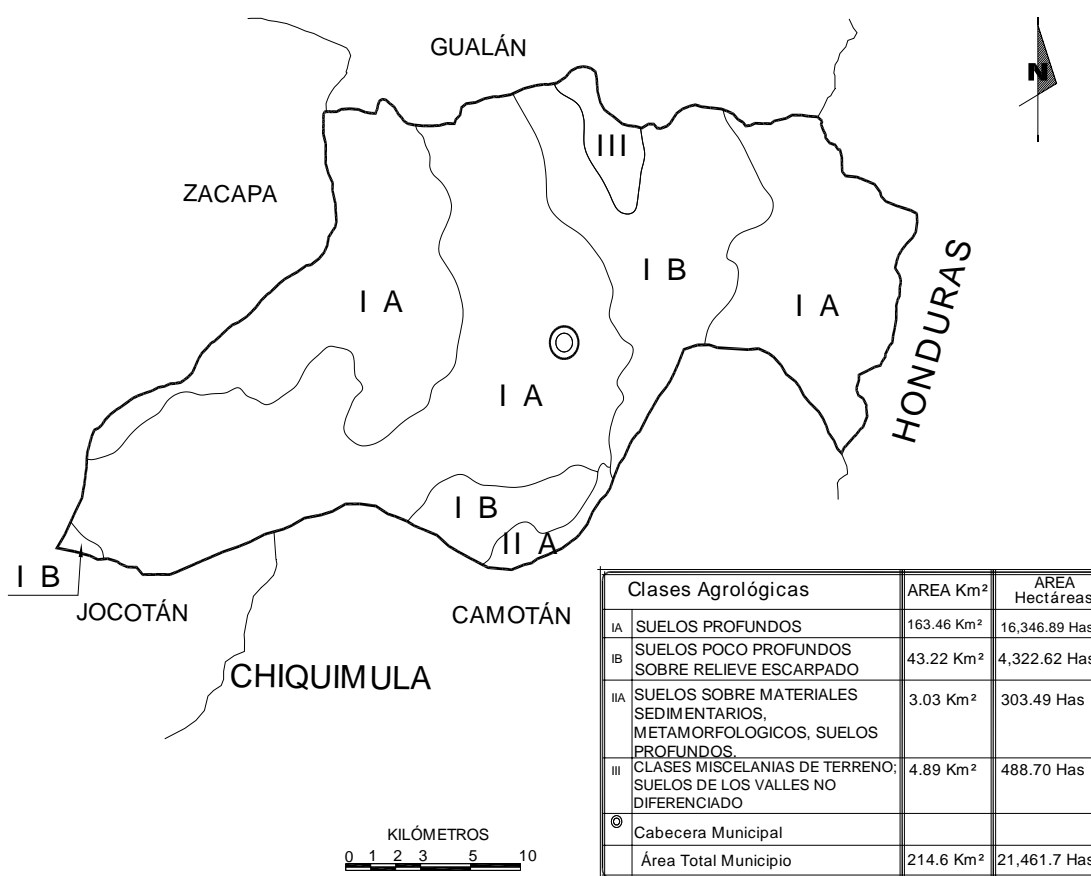 GUALÁN
N
III
ZACAPA
I B
I A
I A
HONDURAS
I A
I B
II A
I B
JOCOTÁN
CAMOTÁN
CHIQUIMULA
Clases Agrológicas AREA Km² AREA Hectáreas
IA SUELOS PROFUNDOS 163.46 Km² 16,346.89 Has
IB SUELOS POCO PROFUNDOS SOBRE RELIEVE ESCARPADO 43.22 Km² 4,322.62 Has
IIA SUELOS SOBRE MATERIALES SEDIMENTARIOS, METAMORFOLOGICOS, SUELOS PROFUNDOS. 3.03 Km² 303.49 Has
III CLASES MISCELANIAS DE TERRENO; SUELOS DE LOS VALLES NO DIFERENCIADO 4.89 Km² 488.70 Has
Cabecera Municipal
Área Total Municipio 214.6 Km² 21,461.7 Has
KILÓMETROS
0 1 2 3 5 10